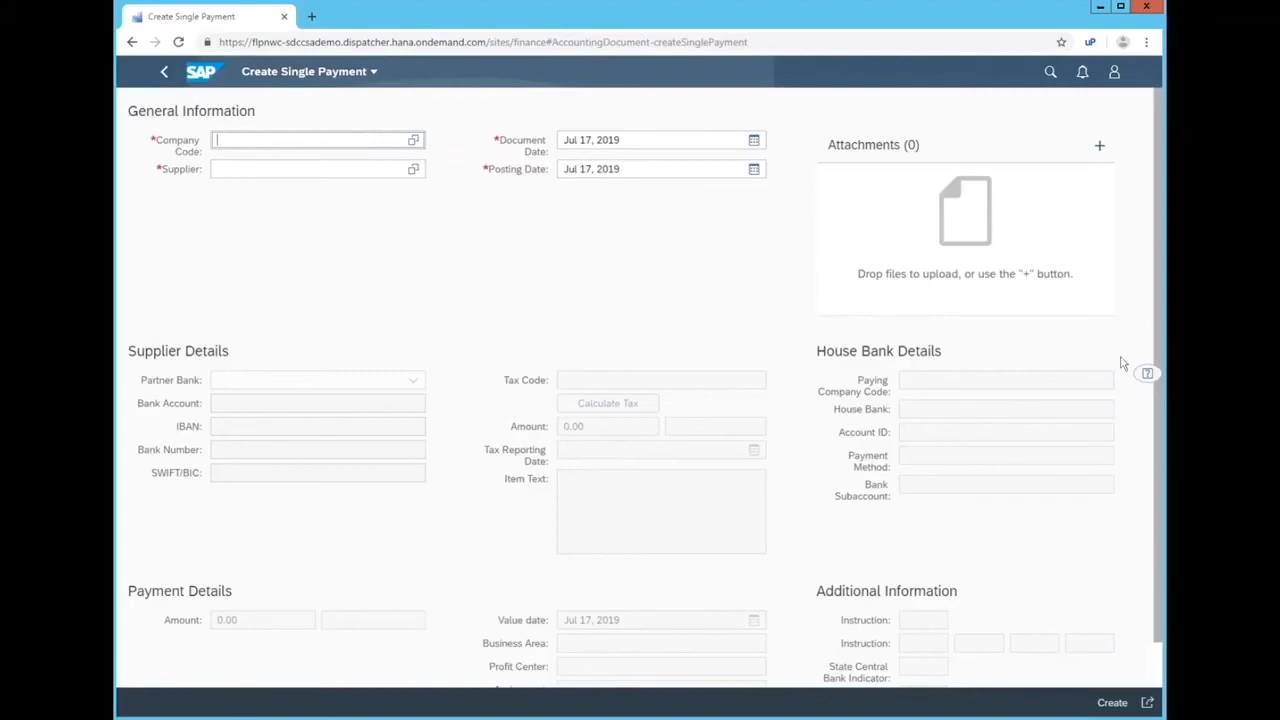 Create Single Payment
https://flpnwc-sdccsademo.dispatcher.hana.ondemand.com/sites/finance#AccountingDocument-createSinglePayment
uP
SAP
Create Single Payment
General Information
*Company Code:
*Document Date:
Jul 17, 2019
Attachments (0)
*Supplier:
*Posting Date:
Jul 17, 2019
Drop files to upload, or use the "+" button.
Supplier Details
House Bank Details
Partner Bank:
Tax Code:
Paying Company Code:
Bank Account:
Calculate Tax
House Bank:
IBAN:
Amount:
0.00
Account ID:
Bank Number:
Tax Reporting Date:
Payment Method:
SWIFT/BIC:
Item Text:
Bank Subaccount:
Payment Details
Additional Information
Amount:
0.00
Value date:
Jul 17, 2019
Instruction:
Business Area:
Instruction:
Profit Center:
State Central Bank Indicator:
Create